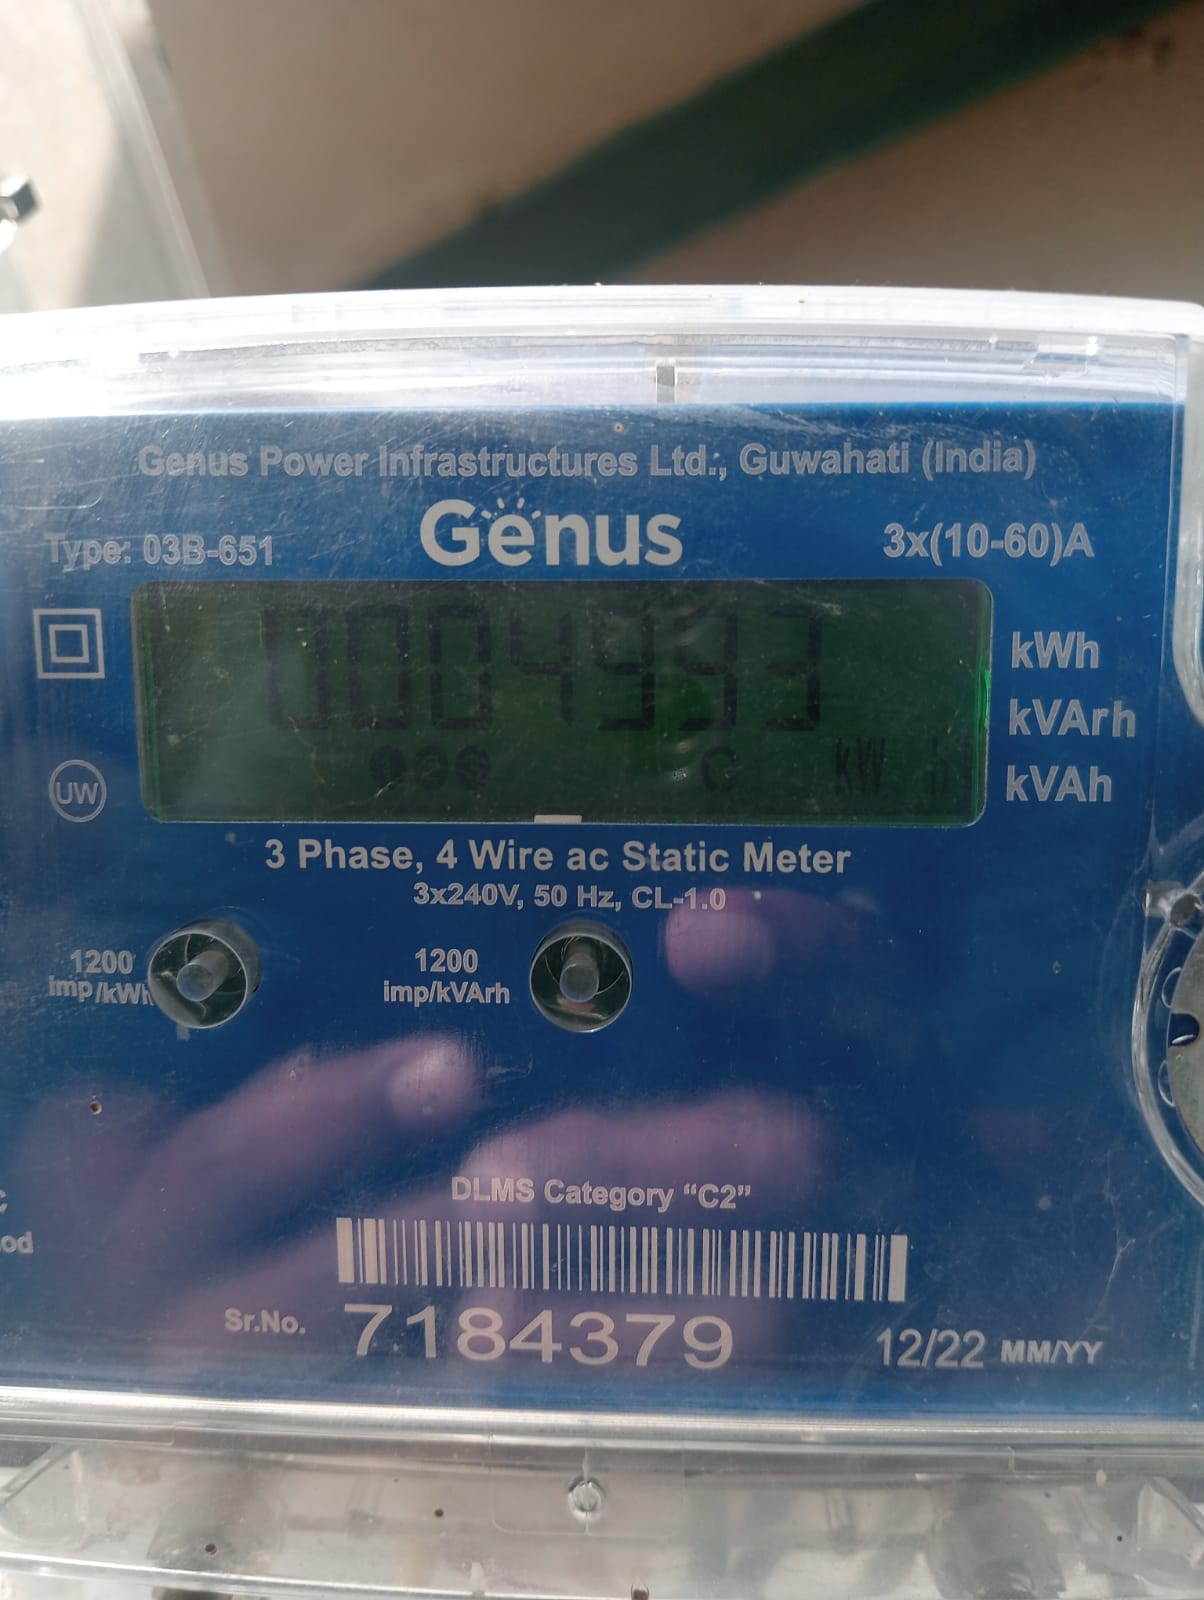 Genus Power Infrastructures Ltd., Guwahati (India)
Type: 03B-651
Genus
3x(10-60)A
0004993
C kW h
kWh
kVArh
kVAh
UW
3 Phase, 4 Wire ac Static Meter
3x240V, 50 Hz, CL-1.0
1200
imp/kWh
1200
imp/kVArh
DLMS Category “C2”
Sr.No. 7184379
12/22 MM/YY